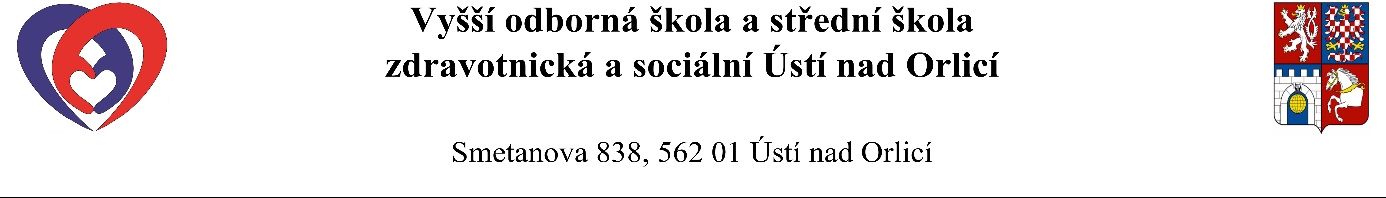 Vyšší odborná škola a střední škola
zdravotnická a sociální Ústí nad Orlicí
Smetanova 838, 562 01 Ústí nad Orlicí